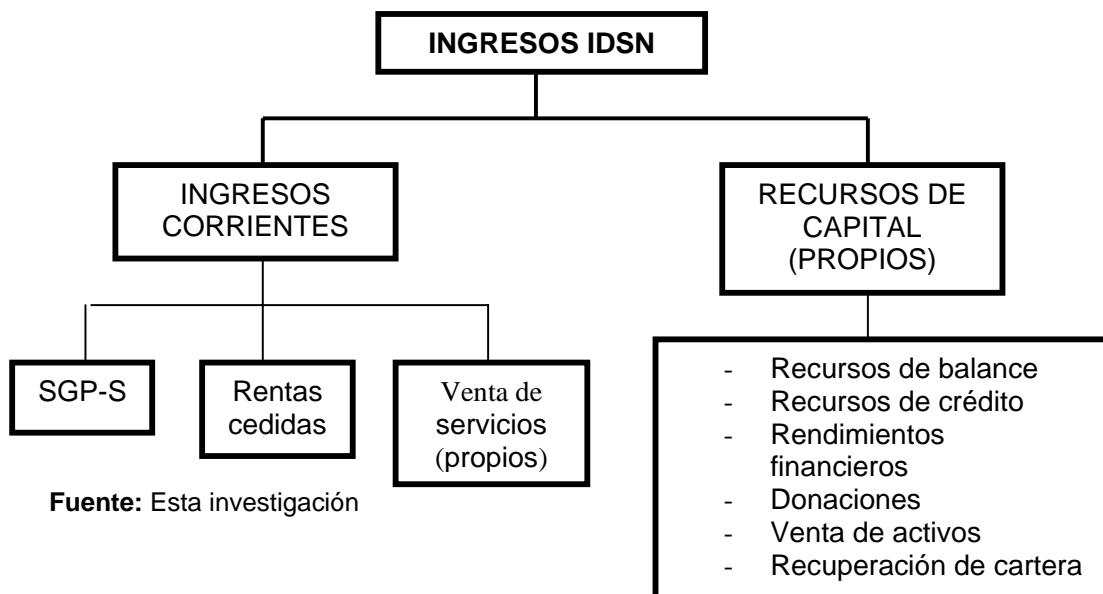 INGRESOS IDSN
INGRESOS
CORRIENTES
RECURSOS DE
CAPITAL
(PROPIOS)
SGP-S
Rentas
cedidas
Venta de
servicios
(propios)
- Recursos de balance
- Recursos de crédito
- Rendimientos
financieros
- Donaciones
- Venta de activos
- Recuperación de cartera
Fuente: Esta investigación